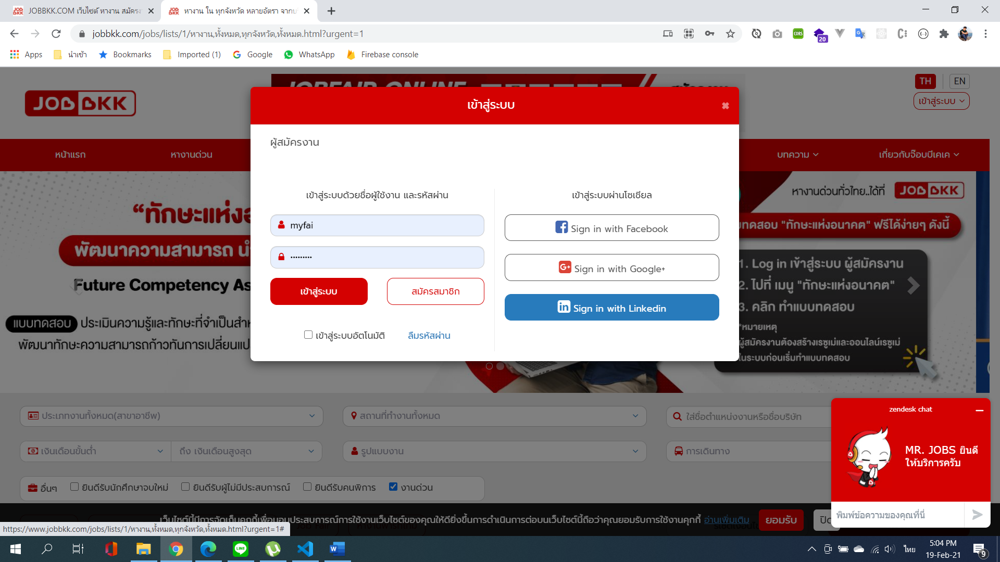 JOBBKK.COM เว็บไซต์ หางาน สมัครงา
หางาน ใน ทุกจังหวัด หลายอัตรา จากบ
jobbkk.com/jobs/lists/1/หางาน,ทั้งหมด,ทุกจังหวัด,ทั้งหมด.html?urgent=1
20
CORS
Apps
นำเข้า
Bookmarks
Imported (1)
Google
WhatsApp
Firebase console
JOBBKK
JOBFAIR ONLINE
TH
EN
เข้าสู่ระบบ
หน้าแรก
หางานด่วน
บทความ
เกี่ยวกับจ๊อบบีเคเค
เข้าสู่ระบบ
ผู้สมัครงาน
เข้าสู่ระบบด้วยชื่อผู้ใช้งาน และรหัสผ่าน
myfai
•••••••••
เข้าสู่ระบบ
สมัครสมาชิก
เข้าสู่ระบบอัตโนมัติ
ลืมรหัสผ่าน
เข้าสู่ระบบผ่านโซเชียล
Sign in with Facebook
Sign in with Google+
Sign in with Linkedin
“ทักษะแห่ง
พัฒนาความสามารถ
Future Competency As
แบบทดสอบ ประเมินความรู้และทักษะที่จำเป็น
พัฒนาทักษะความสามารถก้าวทันการเปลี่ยน
หางานด่วนทั่วไทย..ได้ที่ JOBBKK
"ทักษะแห่งอนาคต" ฟรีได้ง่ายๆ ดังนี้
1. Log in เข้าสู่ระบบ ผู้สมัครงาน
2. ไปที่ เมนู "ทักษะแห่งอนาคต"
3. คลิก ทำแบบทดสอบ
*หมายเหตุ
ผู้สมัครงานต้องสร้างเรซูเม่และออนไลน์เรซูเม่
ในระบบก่อนเริ่มทำแบบทดสอบ
ประเภทงานทั้งหมด(สาขาอาชีพ)
สถานที่ทำงานทั้งหมด
ใส่ชื่อตำแหน่งงานหรือชื่อบริษัท
เงินเดือนขั้นต่ำ
ถึง เงินเดือนสูงสุด
รูปแบบงาน
การเดินทาง
อื่นๆ
ยินดีรับนักศึกษาจบใหม่
ยินดีรับผู้ไม่มีประสบการณ์
ยินดีรับคนพิการ
งานด่วน
zendesk chat
MR. JOBS ยินดี
ให้บริการครับ
พิมพ์ข้อความของคุณที่นี่
เว็บไซต์นี้มีการจัดเก็บคุกกี้เพื่อมอบประสบการณ์การใช้งานเว็บไซต์ของคุณให้ดียิ่งขึ้นการดำเนินการต่อบนเว็บไซต์นี้ถือว่าคุณยอมรับการใช้งานคุกกี้ อ่านเพิ่มเติม
ยอมรับ
ปิด
https://www.jobbkk.com/jobs/lists/1/หางาน,ทั้งหมด,ทุกจังหวัด,ทั้งหมด.html?urgent=1#
ไทย
5:04 PM
19-Feb-21
9